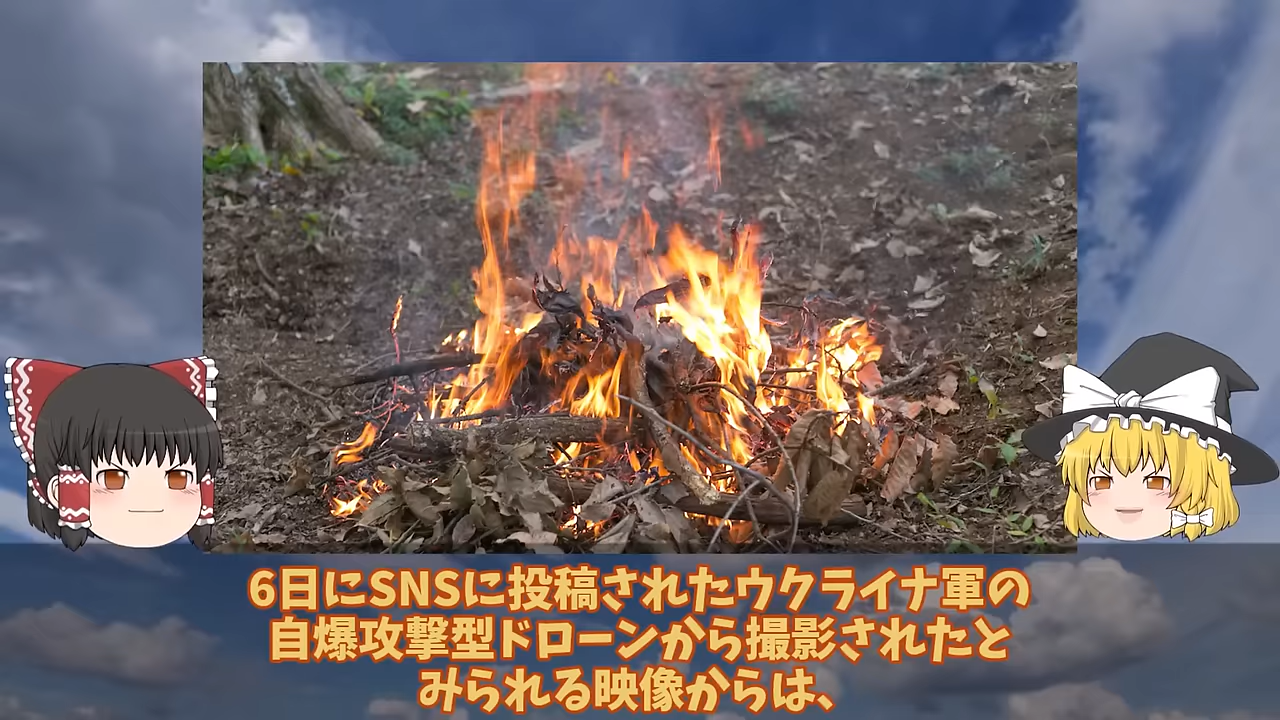 6日にSNSに投稿されたウクライナ軍の
自爆攻撃型ドローンから撮影されたと
みられる映像からは、